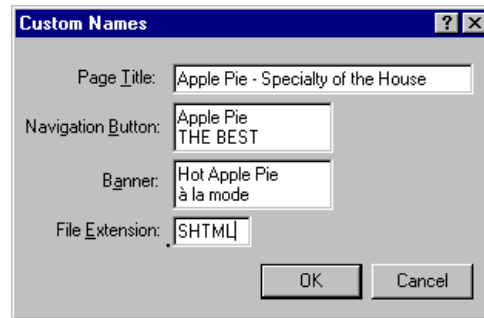 Custom Names
Page Title: Apple Pie - Specialty of the House
Navigation Button: Apple Pie
THE BEST
Banner: Hot Apple Pie
à la mode
File Extension: SHTML
OK Cancel